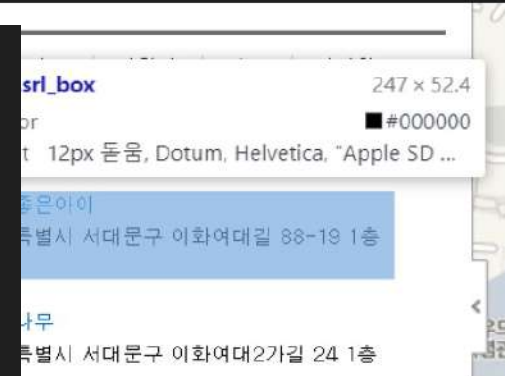 srl_box 247 × 52.4
or #000000
t 12px 돋움, Dotum, Helvetica, "Apple SD ...
좋은아이
특별시 서대문구 이화여대길 88-19 1층
나무
특별시 서대문구 이화여대2가길 24 1층